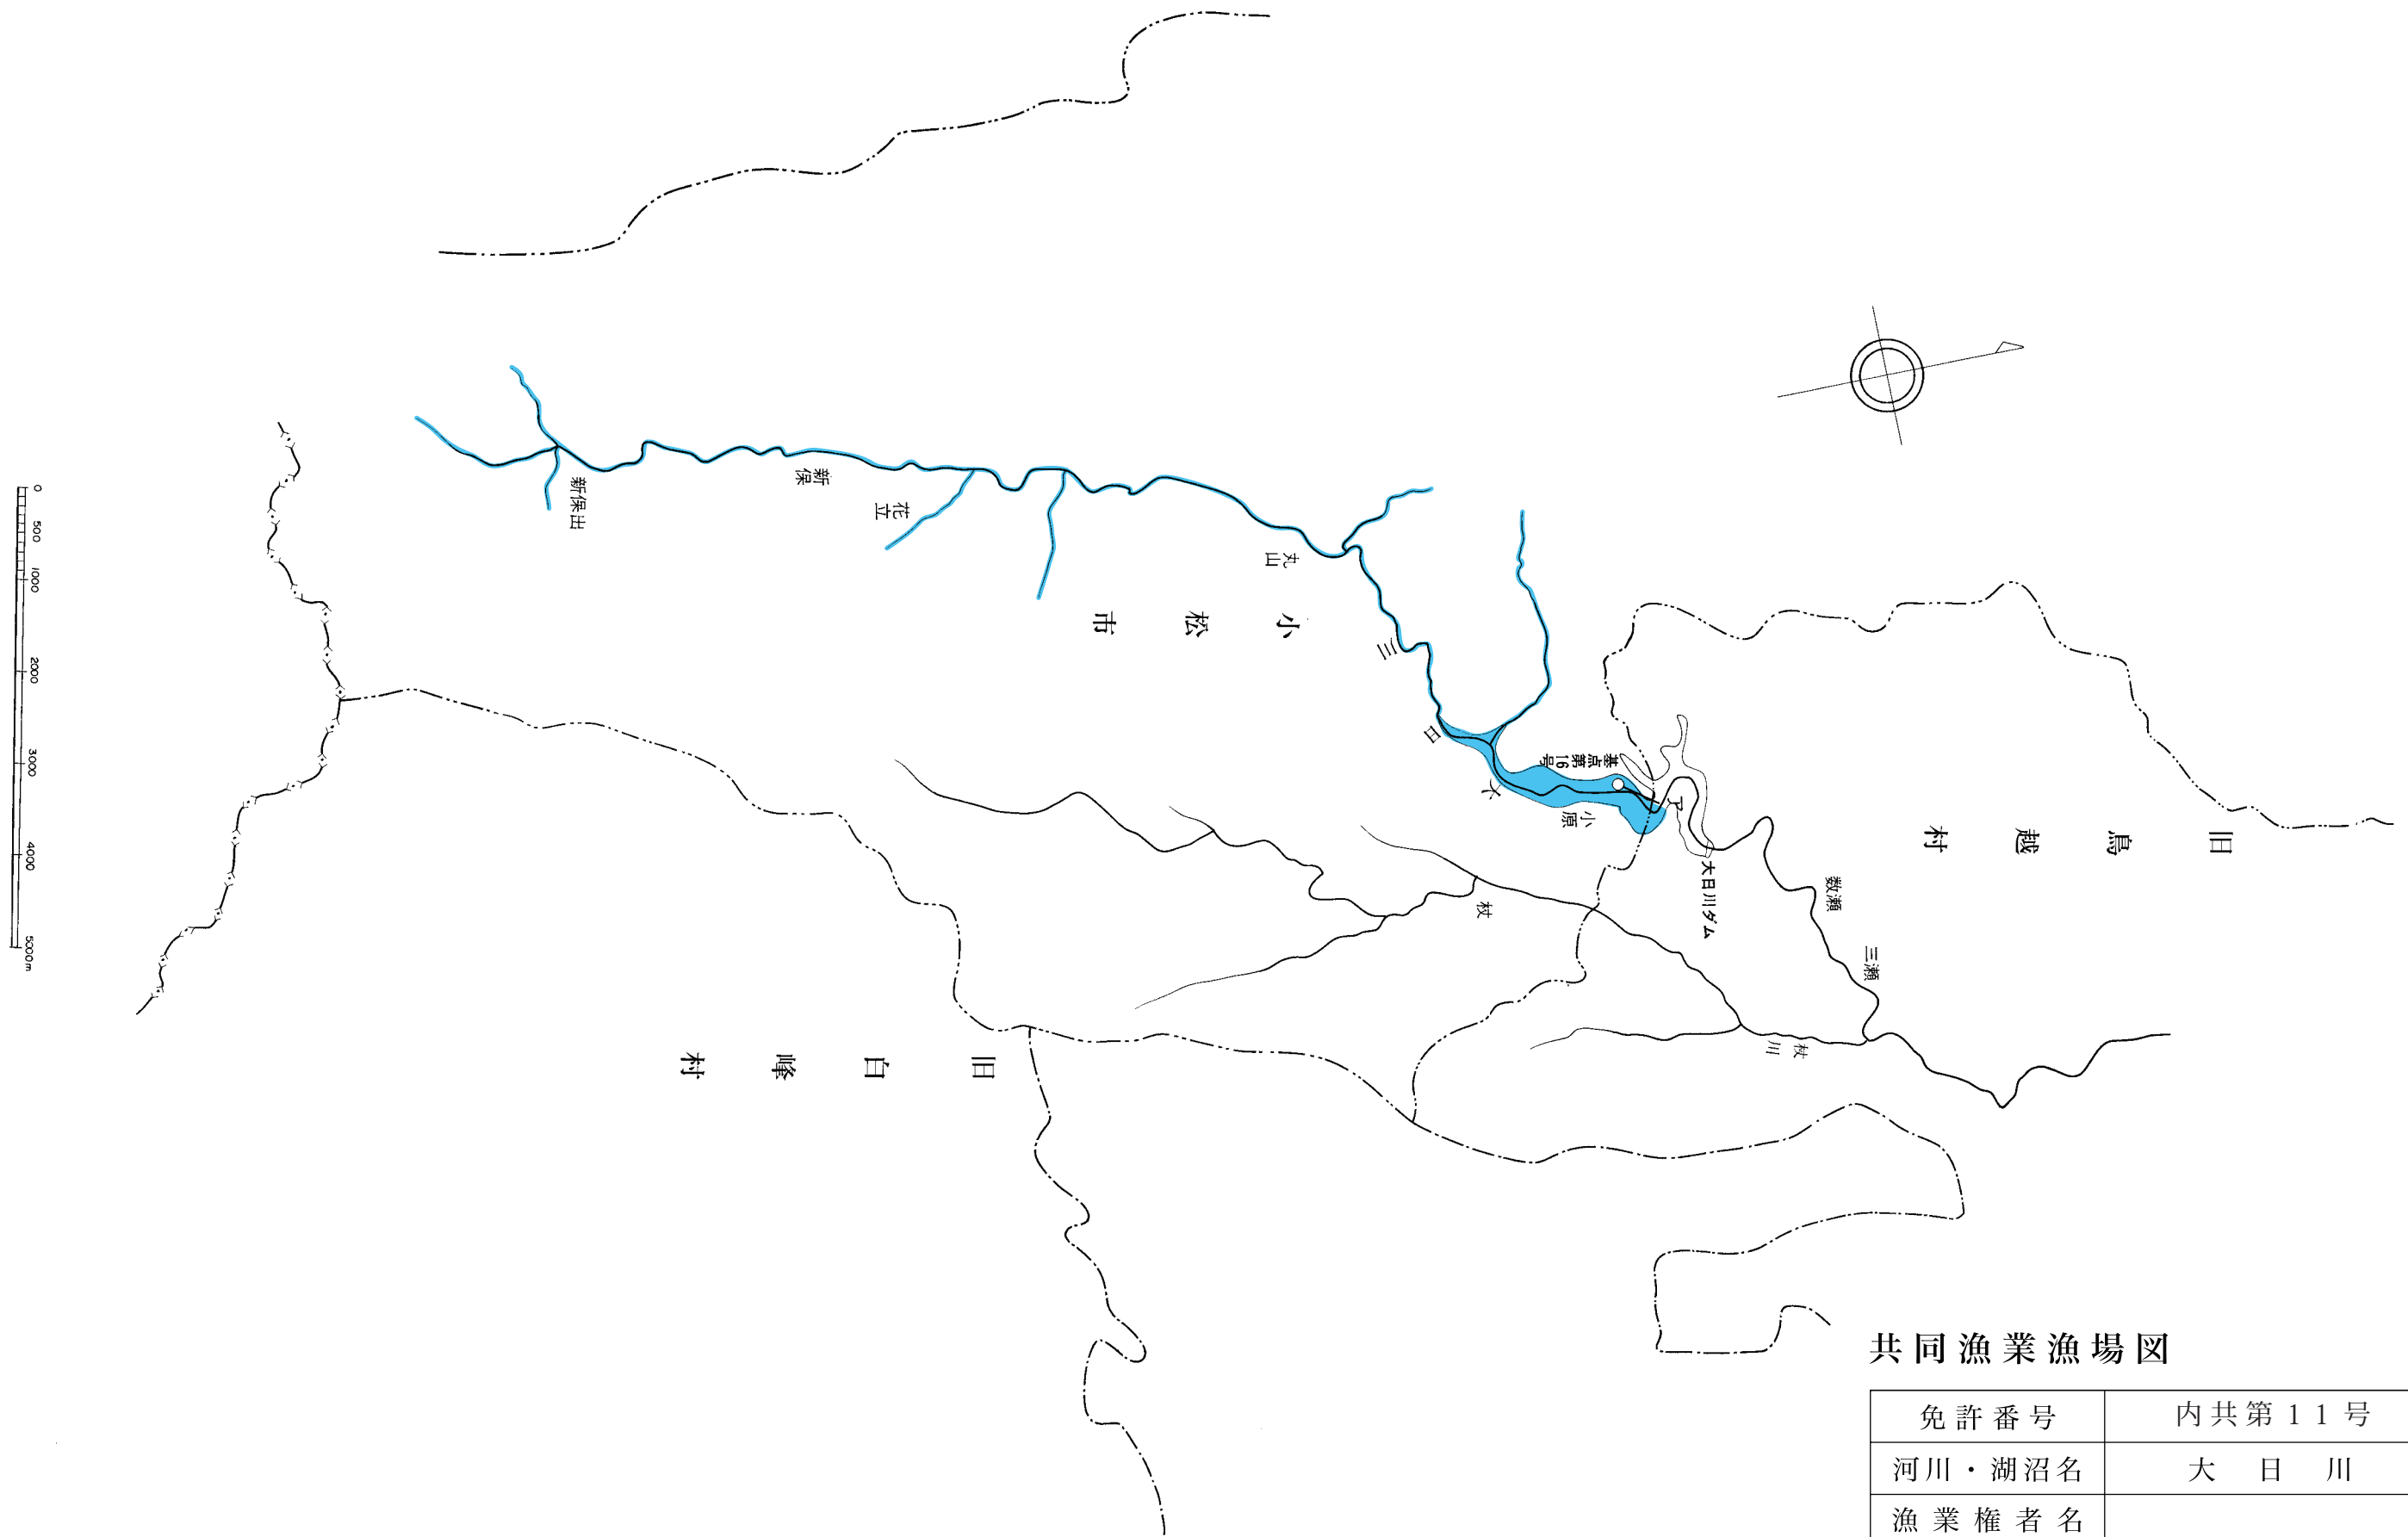 新保出
新保
花立
丸山
小松市
三
日
大
基点第16号
ア
小原
大日川ダム
旧鳥越村
数瀬
三瀬
杖
杖川
旧白峰村
0 500 1000 2000 3000 4000 5000m
共同漁業漁場図
免許番号 内共第11号
河川・湖沼名 大日川
漁業権者名